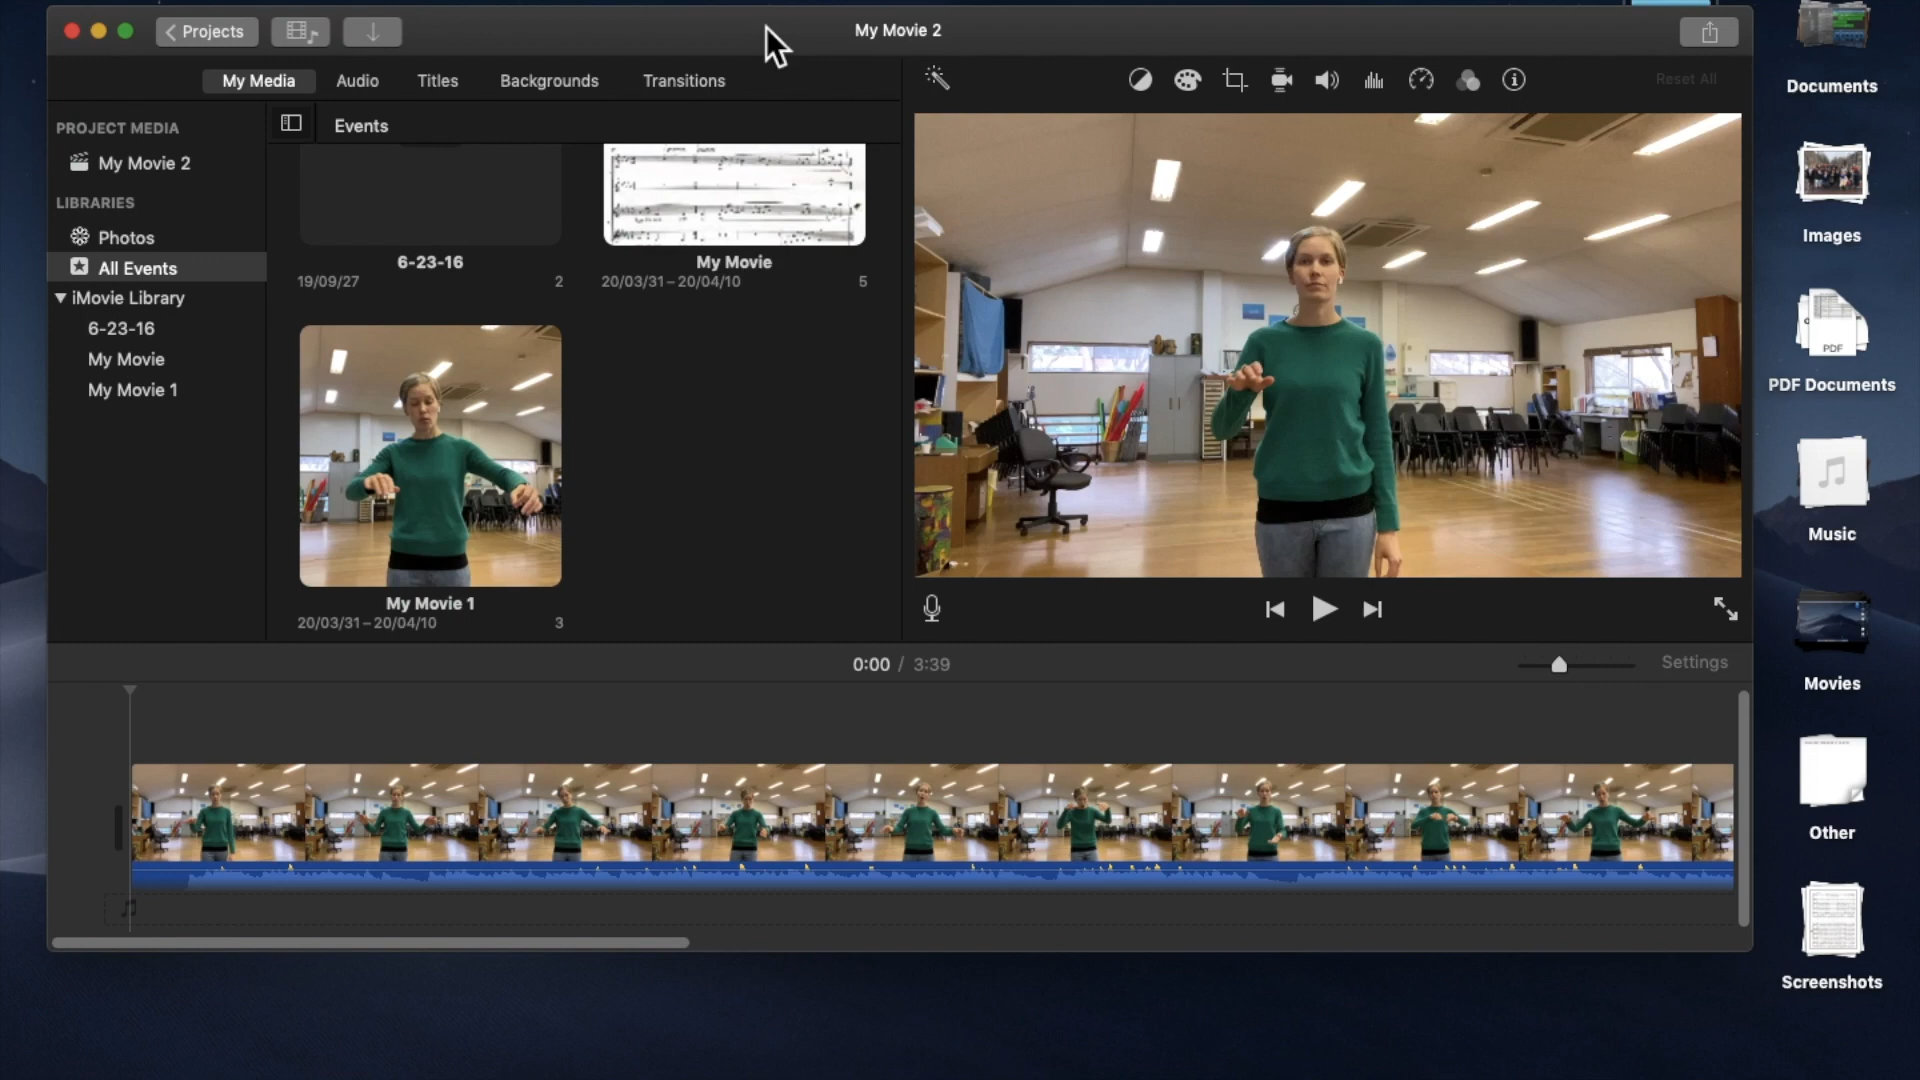 Projects
My Movie 2
My Media
Audio
Titles
Backgrounds
Transitions
Reset All
PROJECT MEDIA
My Movie 2
LIBRARIES
Photos
All Events
iMovie Library
6-23-16
My Movie
My Movie 1
Events
6-23-16
19/09/27
2
My Movie
20/03/31 – 20/04/10
5
My Movie 1
20/03/31 – 20/04/10
3
0:00 / 3:39
Settings
Documents
Images
PDF
PDF Documents
Music
Movies
Other
Screenshots